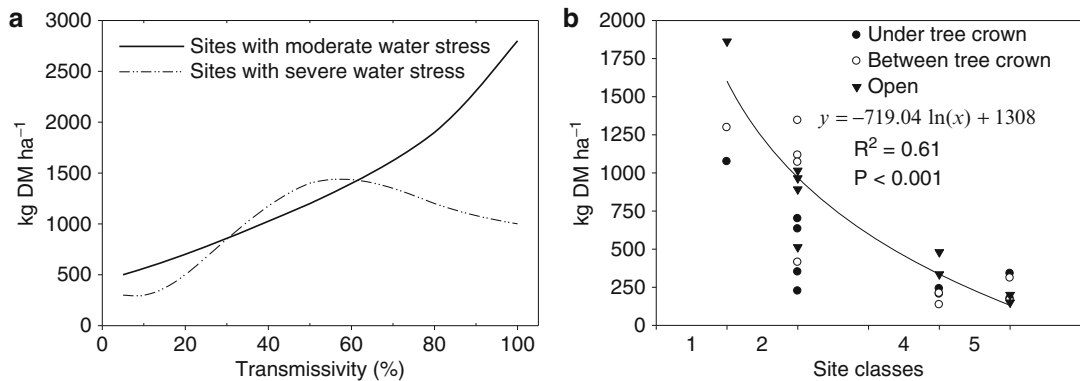 a
3000
2500
2000
1500
1000
500
0
kg DM ha⁻¹
Sites with moderate water stress
Sites with severe water stress
0 20 40 60 80 100
Transmissivity (%)
b
2000
1750
1500
1250
1000
750
500
250
0
kg DM ha⁻¹
Under tree crown
Between tree crown
Open
y = −719.04 ln(x) + 1308
R² = 0.61
P < 0.001
1 2 4 5
Site classes